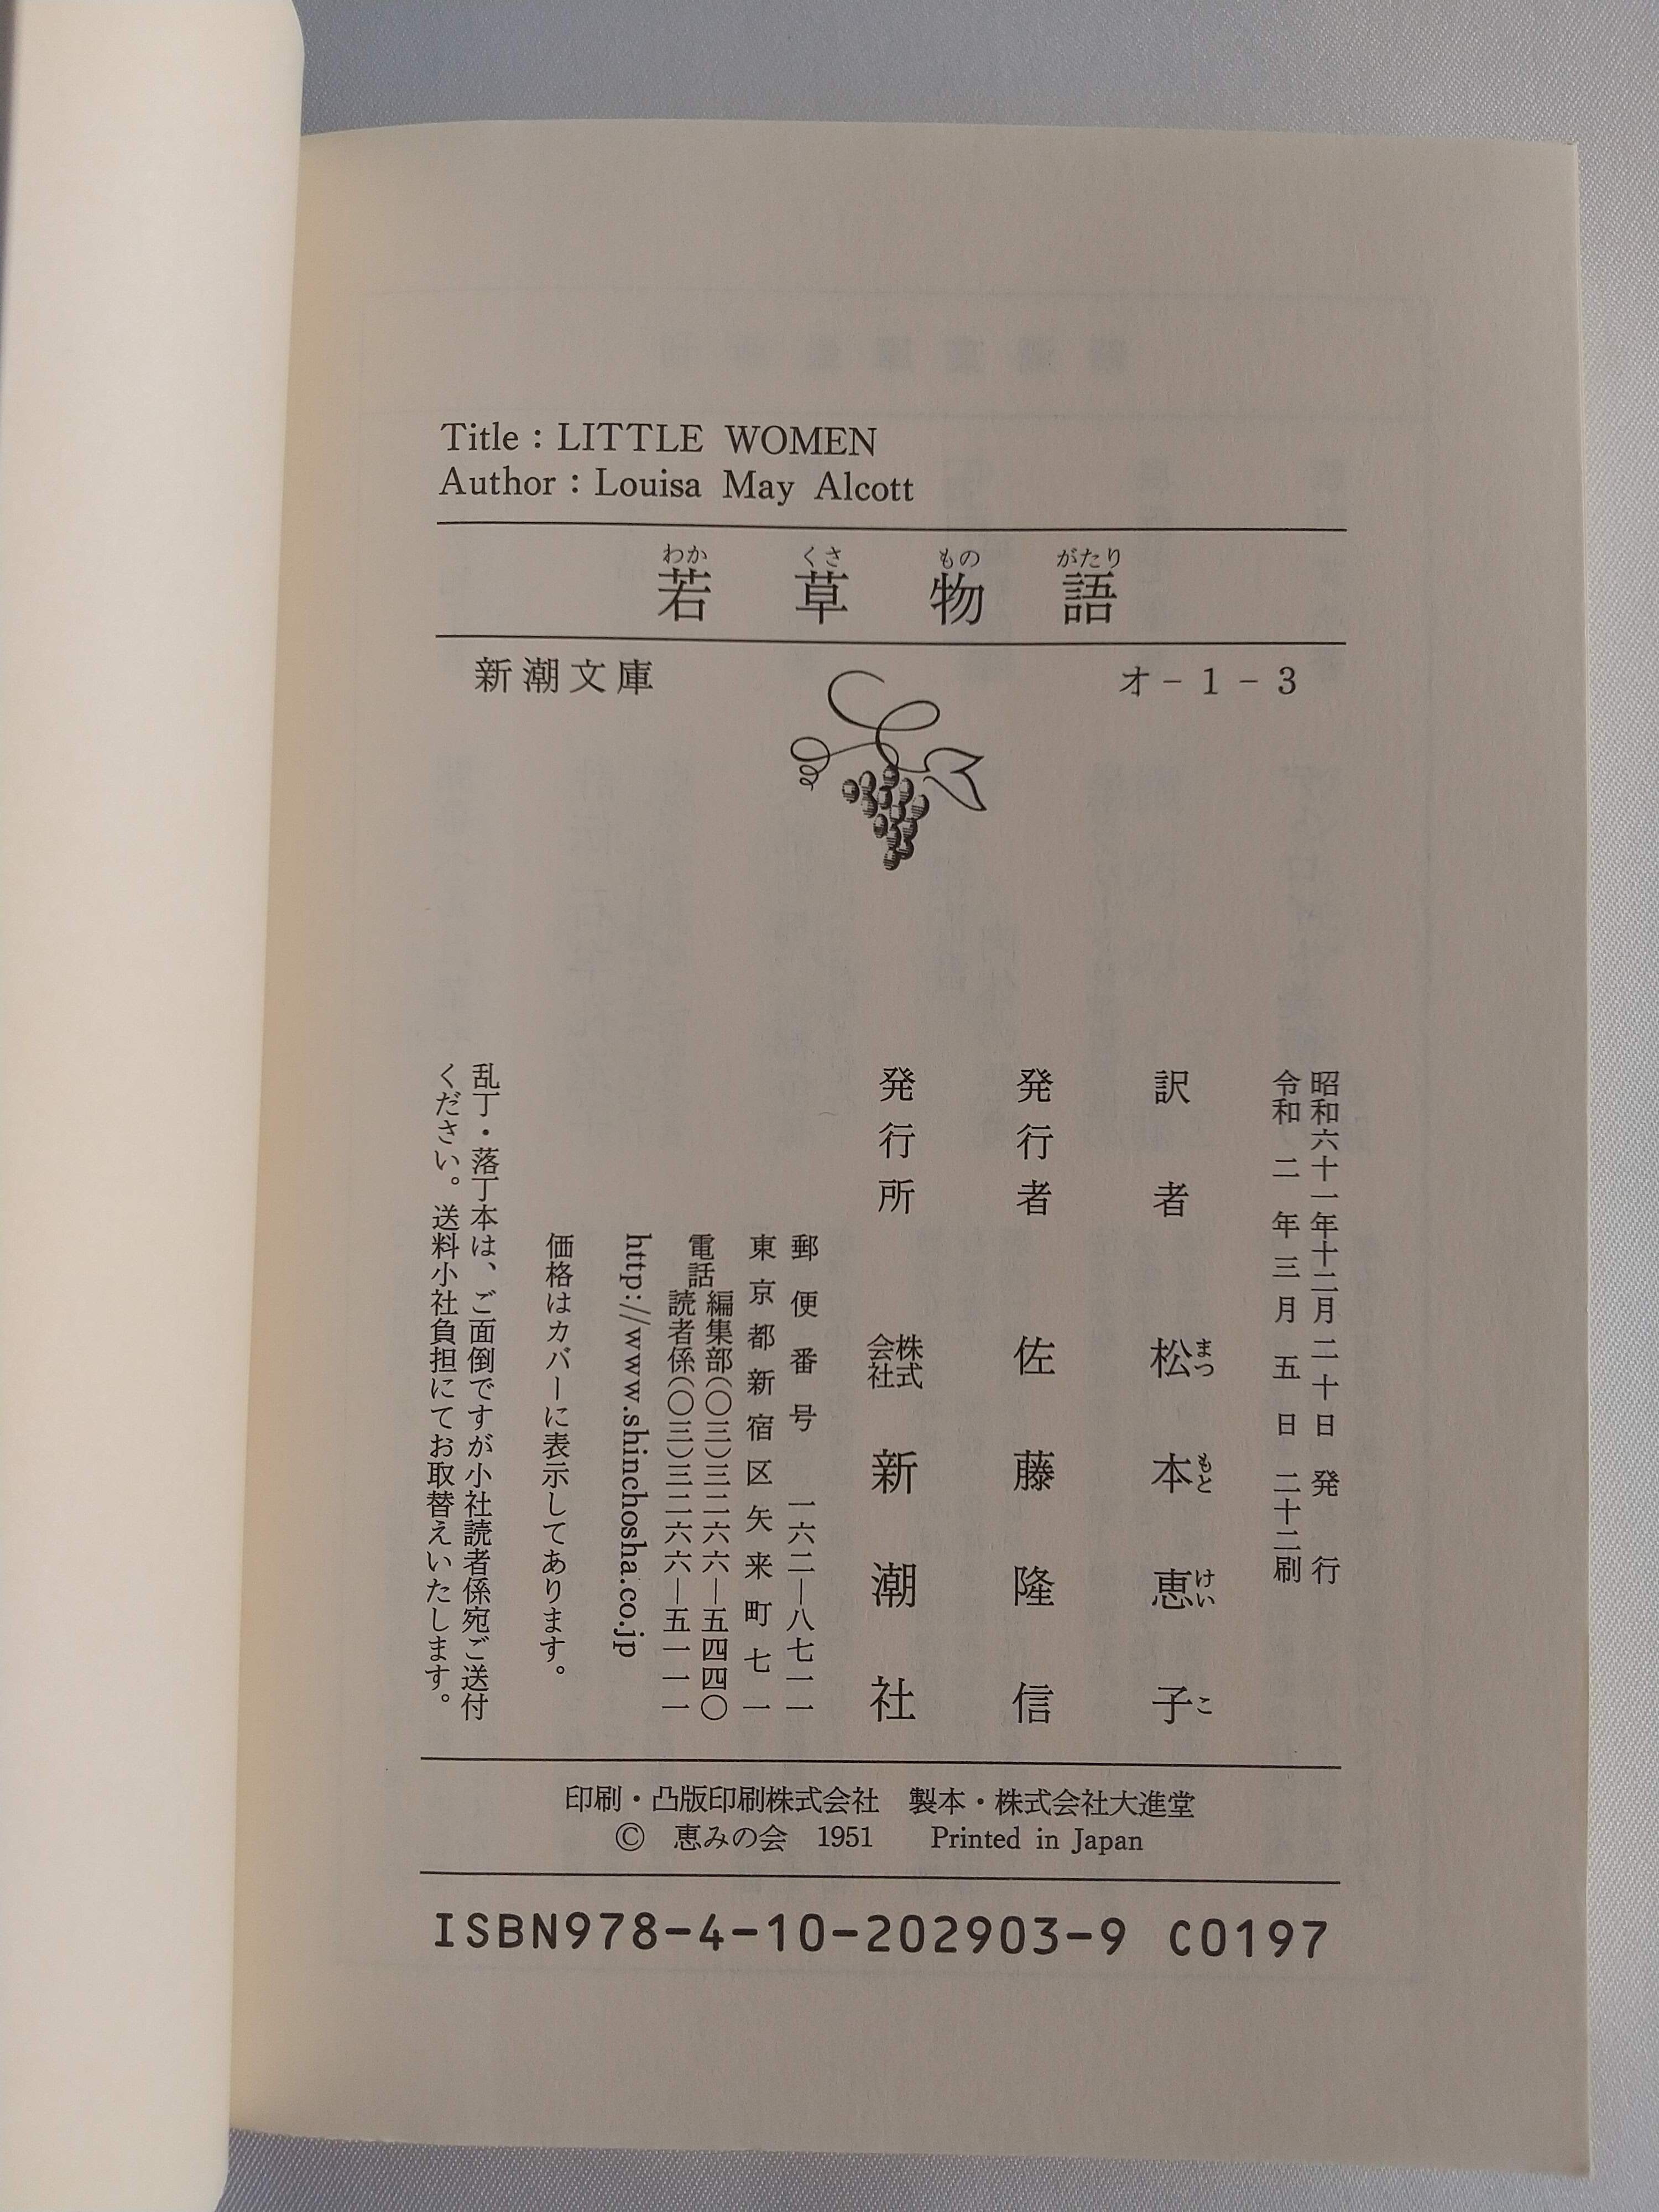 Title : LITTLE WOMEN
Author : Louisa May Alcott
わか くさ もの がたり
若草物語
新潮文庫 オ-1-3
昭和六十一年十二月二十日 発行
令和二年三月五日 二十二刷
訳者 松本恵子
まつ もと けい こ
発行者 佐藤隆信
発行所 株式会社 新潮社
郵便番号 一六二―八七一一
東京都新宿区矢来町七一
電話 編集部(〇三)三二六六―五四四〇
読者係(〇三)三二六六―五一一一
http://www.shinchosha.co.jp
価格はカバーに表示してあります。
乱丁・落丁本は、ご面倒ですが小社読者係宛ご送付
ください。送料小社負担にてお取替えいたします。
印刷・凸版印刷株式会社 製本・株式会社大進堂
© 恵みの会 1951 Printed in Japan
ISBN978-4-10-202903-9 C0197